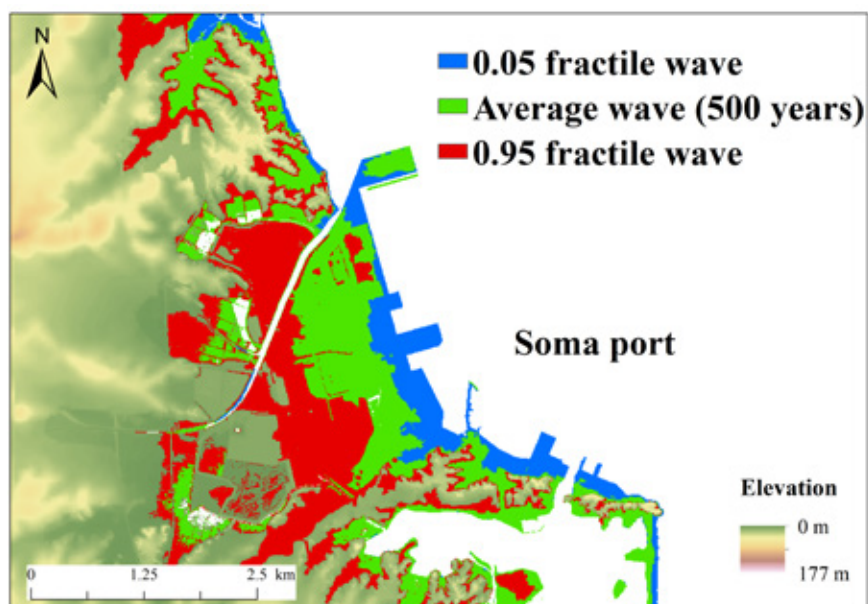 N
0.05 fractile wave
Average wave (500 years)
0.95 fractile wave
Soma port
Elevation
0 m
177 m
0 1.25 2.5 km